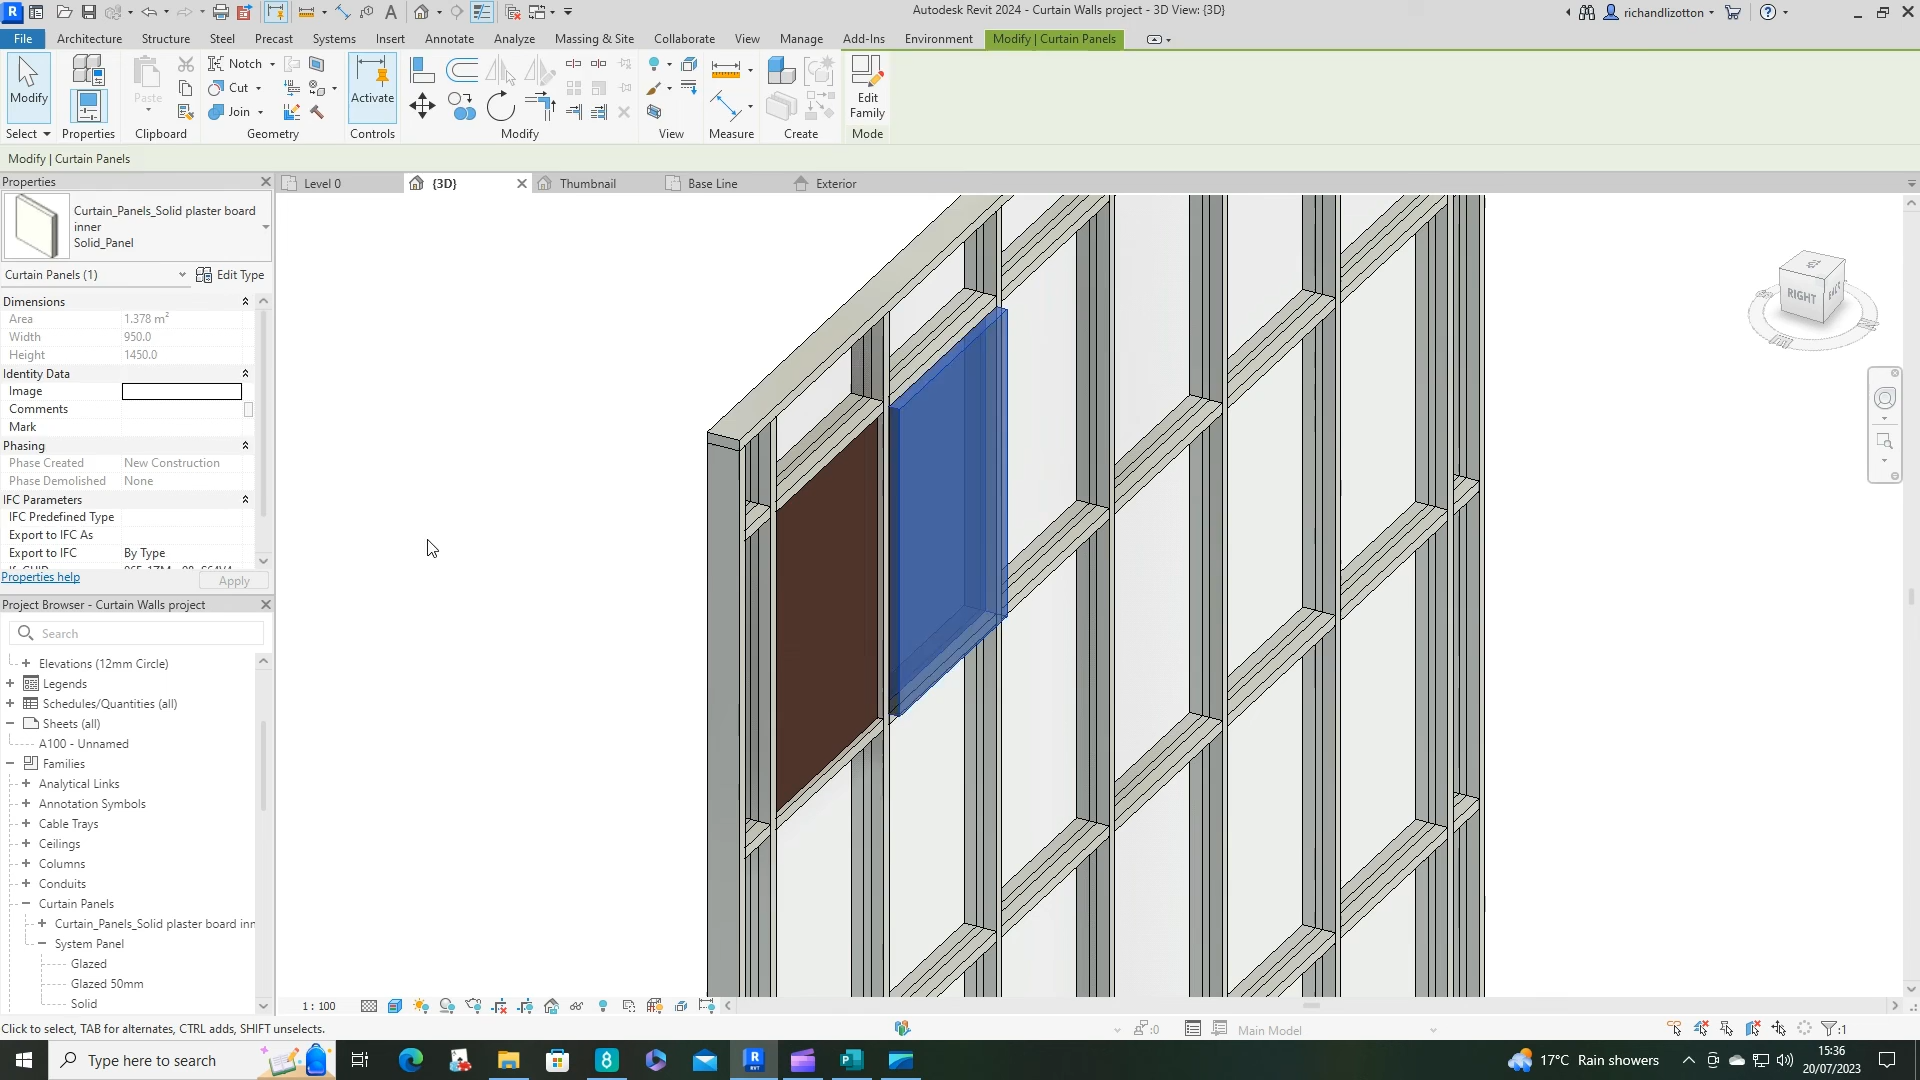 Autodesk Revit 2024 - Curtain Walls project - 3D View: {3D}
richandlizotton
File Architecture Structure Steel Precast Systems Insert Annotate Analyze Massing & Site Collaborate View Manage Add-Ins Environment Modify | Curtain Panels
Modify
Paste
Notch
Cut
Join
Activate
Edit
Family
Select Properties Clipboard Geometry Controls Modify View Measure Create Mode
Modify | Curtain Panels
Properties
Level 0 {3D} Thumbnail Base Line Exterior
Curtain_Panels_Solid plaster board
inner
Solid_Panel
Curtain Panels (1) Edit Type
Dimensions
Area 1.378 m²
Width 950.0
Height 1450.0
Identity Data
Image
Comments
Mark
Phasing
Phase Created New Construction
Phase Demolished None
IFC Parameters
IFC Predefined Type
Export to IFC As
Export to IFC By Type
Properties help Apply
Project Browser - Curtain Walls project
Search
Elevations (12mm Circle)
Legends
Schedules/Quantities (all)
Sheets (all)
A100 - Unnamed
Families
Analytical Links
Annotation Symbols
Cable Trays
Ceilings
Columns
Conduits
Curtain Panels
Curtain_Panels_Solid plaster board inr
System Panel
Glazed
Glazed 50mm
Solid
RIGHT
1 : 100
Click to select, TAB for alternates, CTRL adds, SHIFT unselects.
:0
Main Model
:1
Type here to search
17°C Rain showers
15:36
20/07/2023